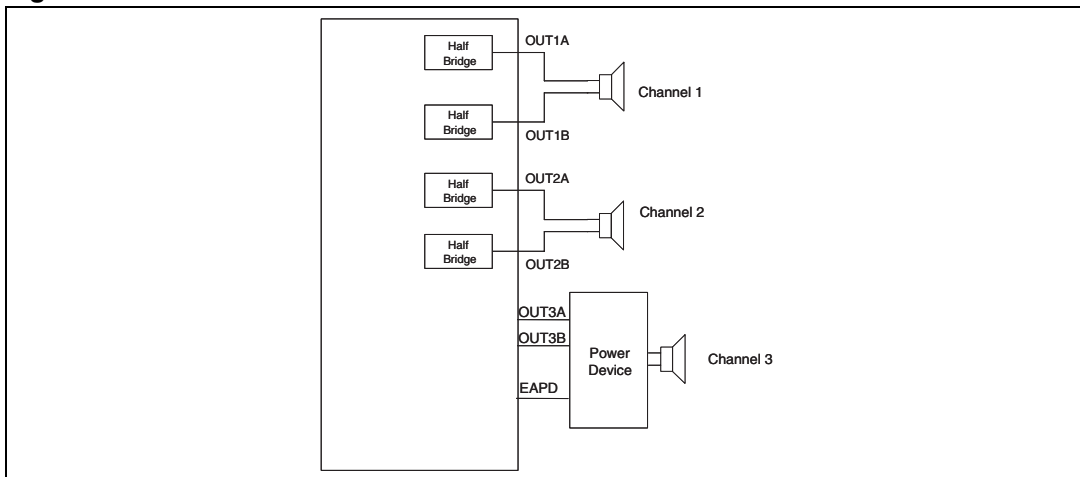 Half
Bridge
OUT1A
Channel 1
Half
Bridge
OUT1B
Half
Bridge
OUT2A
Channel 2
Half
Bridge
OUT2B
OUT3A
OUT3B
EAPD
Power
Device
Channel 3